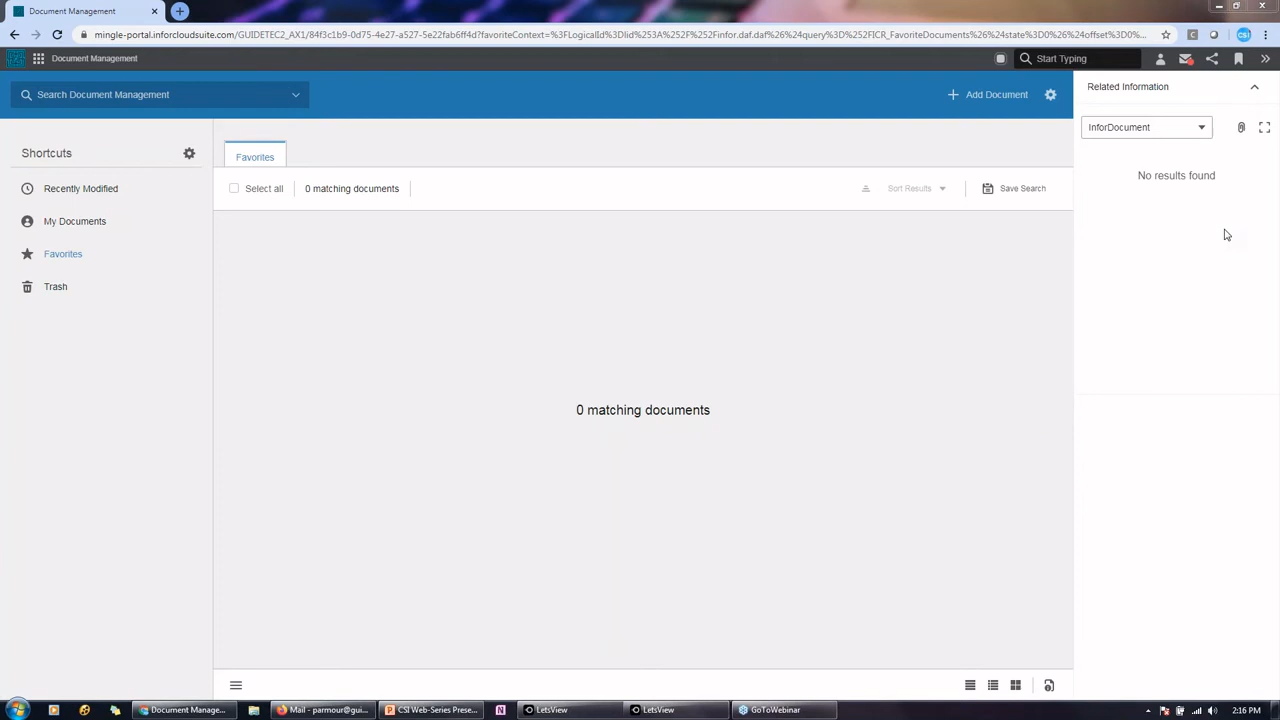 Document Management
mingle-portal.inforcloudsuite.com/GUIDETEC2_AX1/84f3c1b9-0d75-4e27-a527-5e22fab6ff4d?favoriteContext=%3FLogicalId%3Dlid%253A%252F%252Finfor.daf.daf%26%24query%3D%252FICR_FavoriteDocuments%26%24state%3D0%26%24offset%3D0%...
CSI
Document Management
Start Typing
Search Document Management
Add Document
Related Information
InforDocument
No results found
Shortcuts
Recently Modified
My Documents
Favorites
Trash
Favorites
Select all
0 matching documents
Sort Results
Save Search
0 matching documents
Document Manage...
Mail - parmour@gui...
CSI Web-Series Prese...
LetsView
LetsView
GoToWebinar
2:16 PM